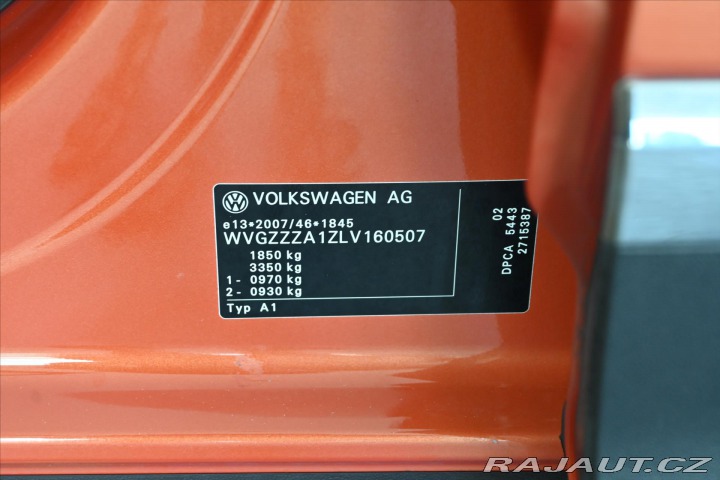 VOLKSWAGEN AG
e13*2007/46*1845
WVGZZZA1ZLV160507
1850 kg
3350 kg
1- 0970 kg
2- 0930 kg
Typ A1
02
DPCA 5443
2715387
RAJAUT.CZ